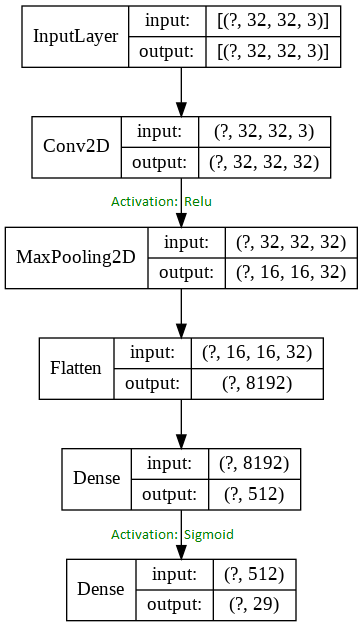 InputLayer input: [(?, 32, 32, 3)]
output: [(?, 32, 32, 3)]
Conv2D input: (?, 32, 32, 3)
output: (?, 32, 32, 32)
Activation: Relu
MaxPooling2D input: (?, 32, 32, 32)
output: (?, 16, 16, 32)
Flatten input: (?, 16, 16, 32)
output: (?, 8192)
Dense input: (?, 8192)
output: (?, 512)
Activation: Sigmoid
Dense input: (?, 512)
output: (?, 29)